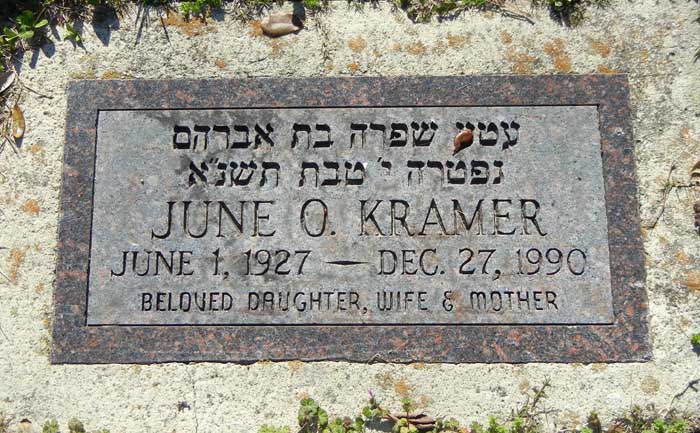 שפרה בת אברהם
נפטרה י׳ טבת תשנ״א
JUNE O. KRAMER
JUNE 1, 1927 — DEC. 27, 1990
BELOVED DAUGHTER, WIFE & MOTHER